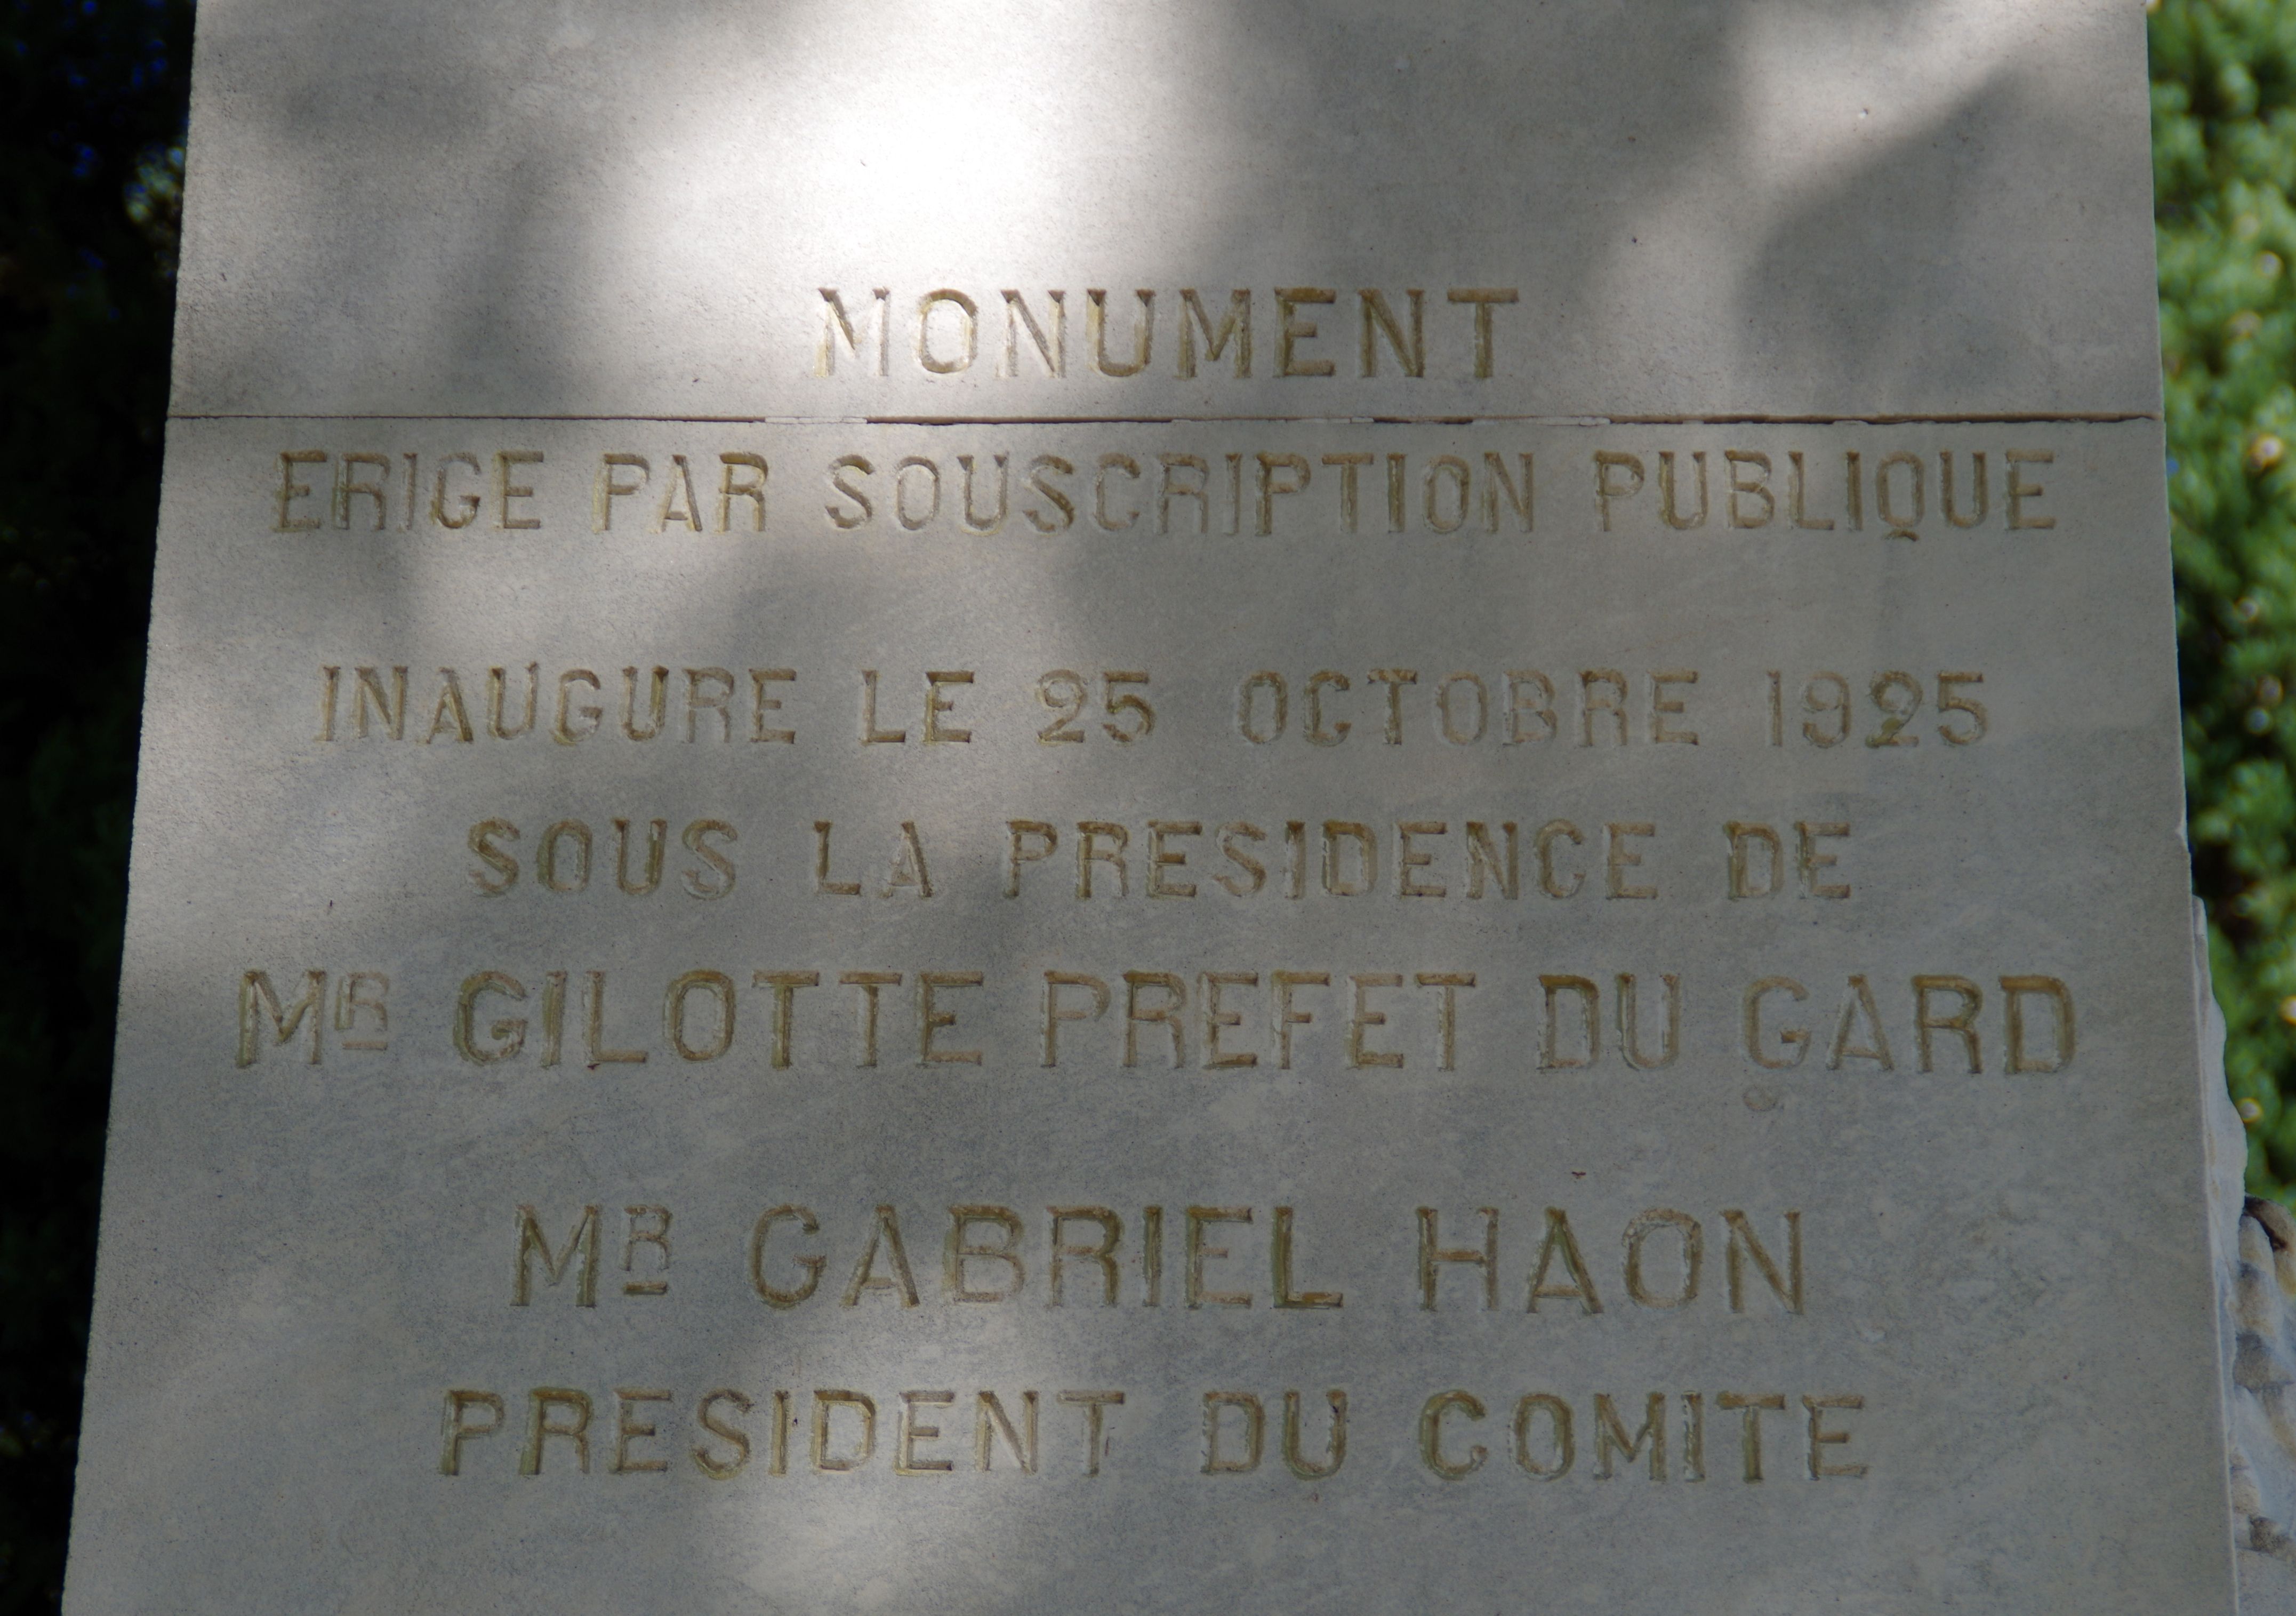 MONUMENT
ERIGE PAR SOUSCRIPTION PUBLIQUE
INAUGURE LE 25 OCTOBRE 1925
SOUS LA PRESIDENCE DE
MR GILOTTE PREFET DU GARD
MR GABRIEL HAON
PRESIDENT DU COMITE